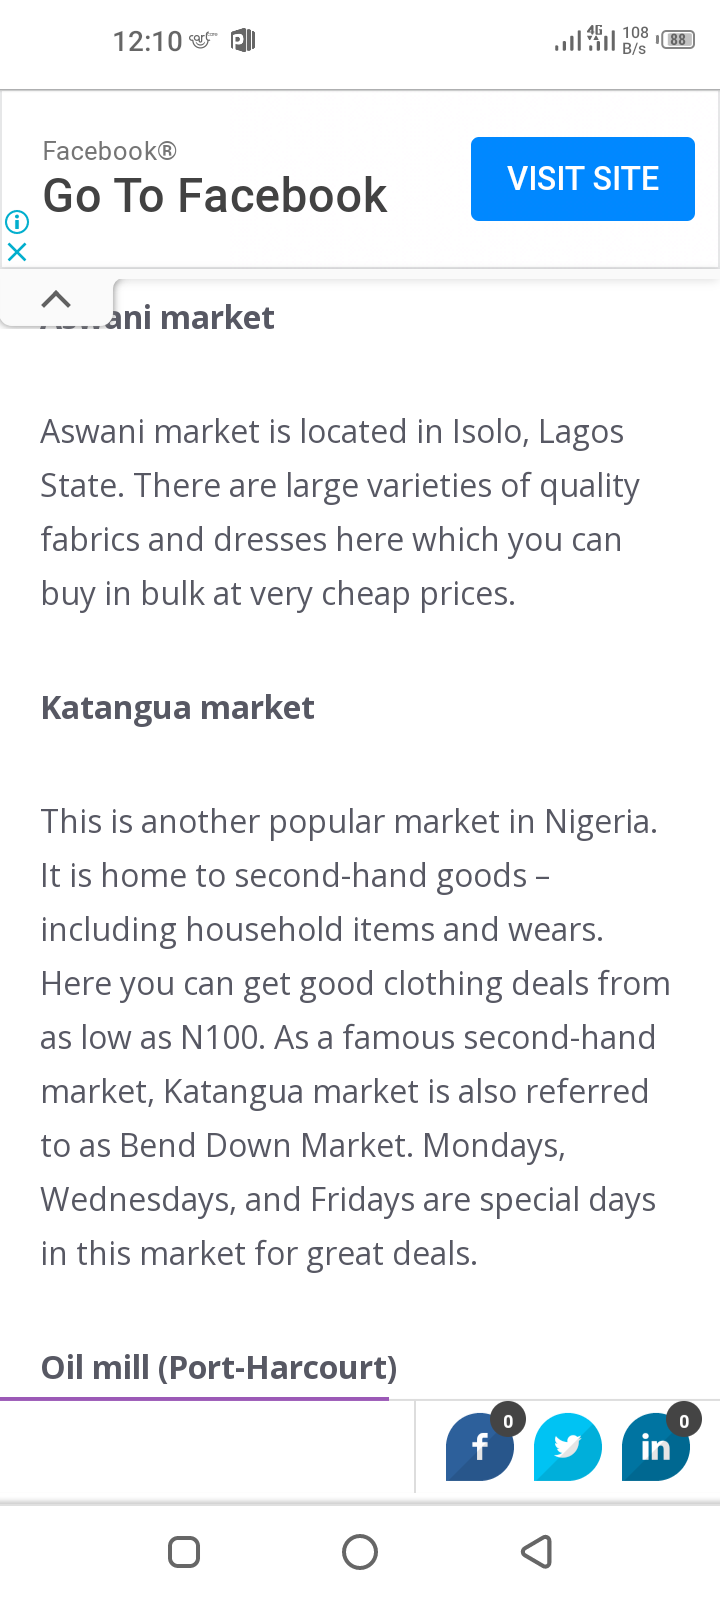 12:10
4G
108
B/s
88
Facebook®
Go To Facebook
VISIT SITE
Aswani market
Aswani market is located in Isolo, Lagos
State. There are large varieties of quality
fabrics and dresses here which you can
buy in bulk at very cheap prices.
Katangua market
This is another popular market in Nigeria.
It is home to second-hand goods –
including household items and wears.
Here you can get good clothing deals from
as low as N100. As a famous second-hand
market, Katangua market is also referred
to as Bend Down Market. Mondays,
Wednesdays, and Fridays are special days
in this market for great deals.
Oil mill (Port-Harcourt)
f 0
in 0